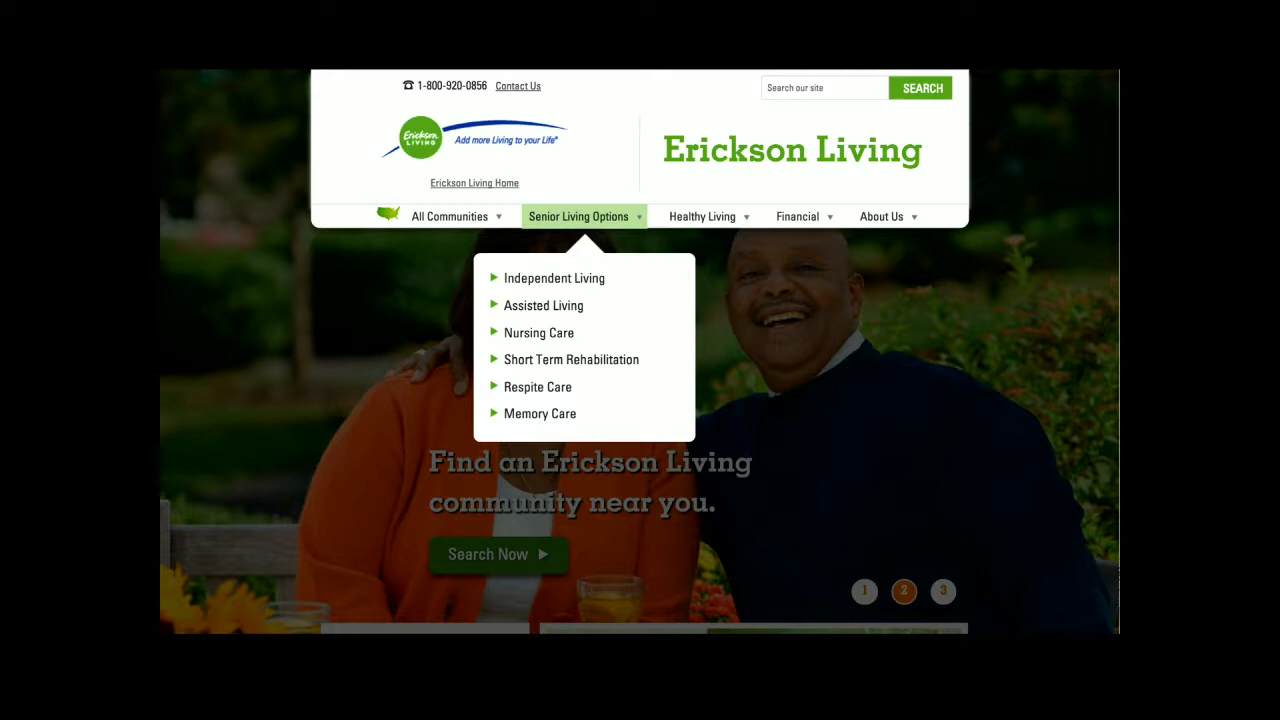 1-800-920-0856 Contact Us
Search our site
SEARCH
Erickson
LIVING
Add more Living to your Life®
Erickson Living
Erickson Living Home
All Communities
Senior Living Options
Healthy Living
Financial
About Us
Independent Living
Assisted Living
Nursing Care
Short Term Rehabilitation
Respite Care
Memory Care
Find an Erickson Living
community near you.
Search Now
1 2 3